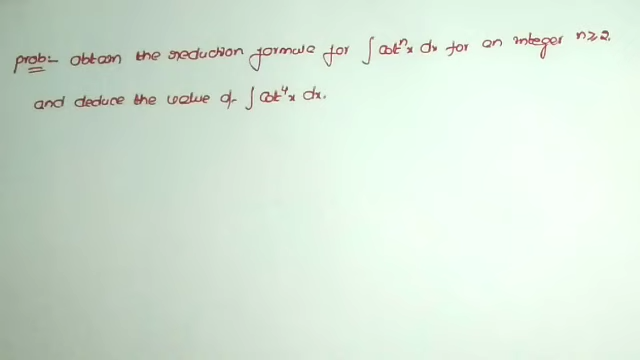 prob:- obtain the reduction formula for ∫ cotⁿx dx for an integer n≥2.
and deduce the value of ∫ cot⁴x dx.